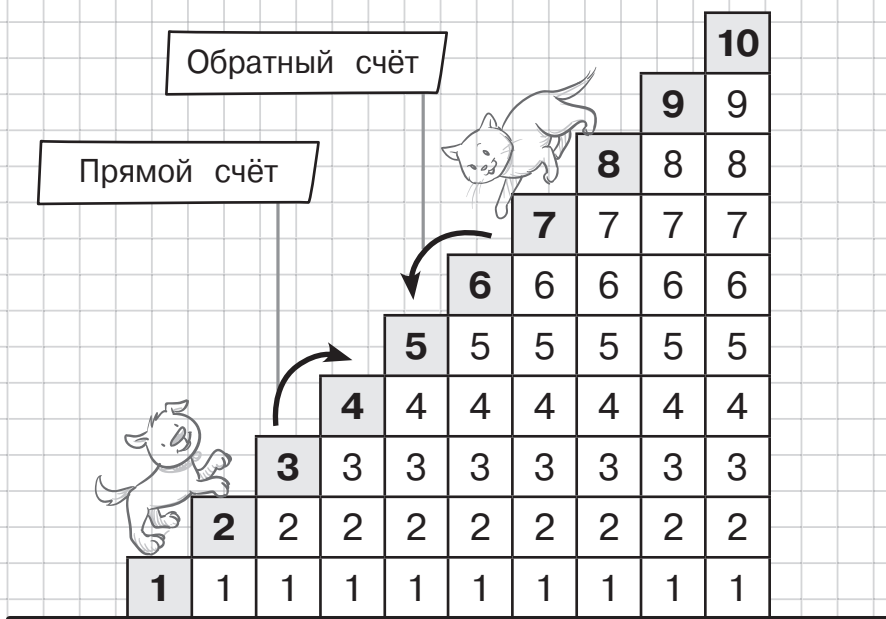 Обратный счёт
Прямой счёт
10
9 9
8 8 8
7 7 7 7
6 6 6 6 6
5 5 5 5 5 5
4 4 4 4 4 4 4
3 3 3 3 3 3 3 3
2 2 2 2 2 2 2 2 2
1 1 1 1 1 1 1 1 1 1